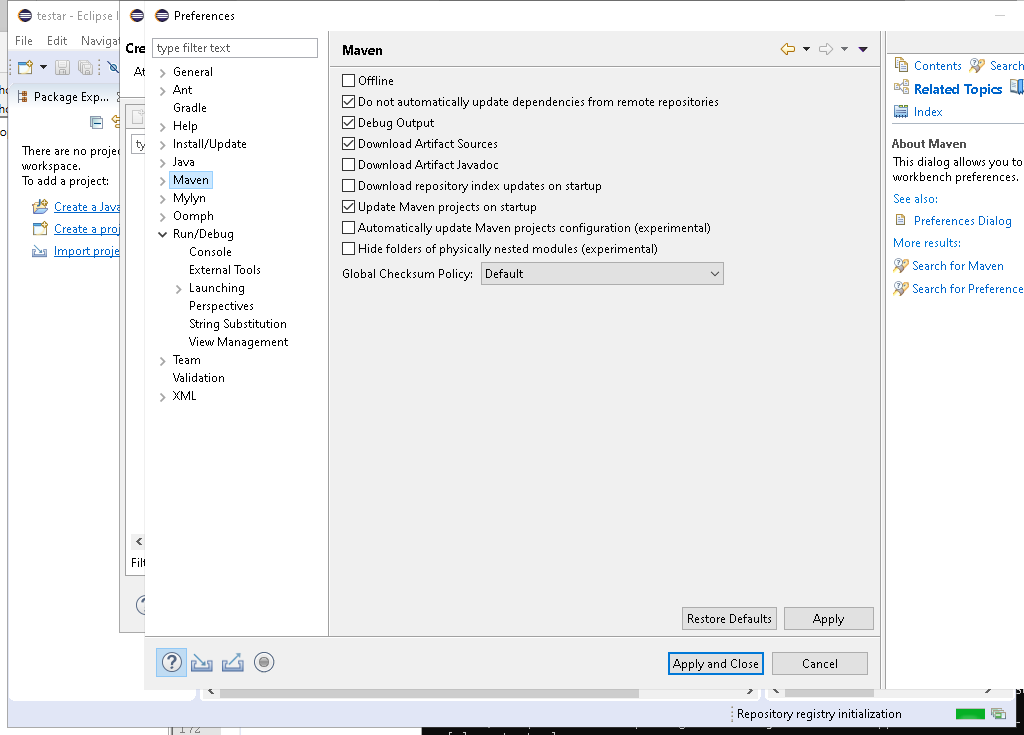 testar - Eclipse I
File Edit Navigat
Package Exp...
There are no projec
workspace.
To add a project:
Create a Java
Create a proj
Import proje
Cre
At
ty
Filt
Preferences
type filter text
General
Ant
Gradle
Help
Install/Update
Java
Maven
Mylyn
Oomph
Run/Debug
Console
External Tools
Launching
Perspectives
String Substitution
View Management
Team
Validation
XML
Maven
Offline
Do not automatically update dependencies from remote repositories
Debug Output
Download Artifact Sources
Download Artifact Javadoc
Download repository index updates on startup
Update Maven projects on startup
Automatically update Maven projects configuration (experimental)
Hide folders of physically nested modules (experimental)
Global Checksum Policy: Default
Restore Defaults Apply
Apply and Close Cancel
Contents Search
Related Topics
Index
About Maven
This dialog allows you to
workbench preferences.
See also:
Preferences Dialog
More results:
Search for Maven
Search for Preference
Repository registry initialization
172